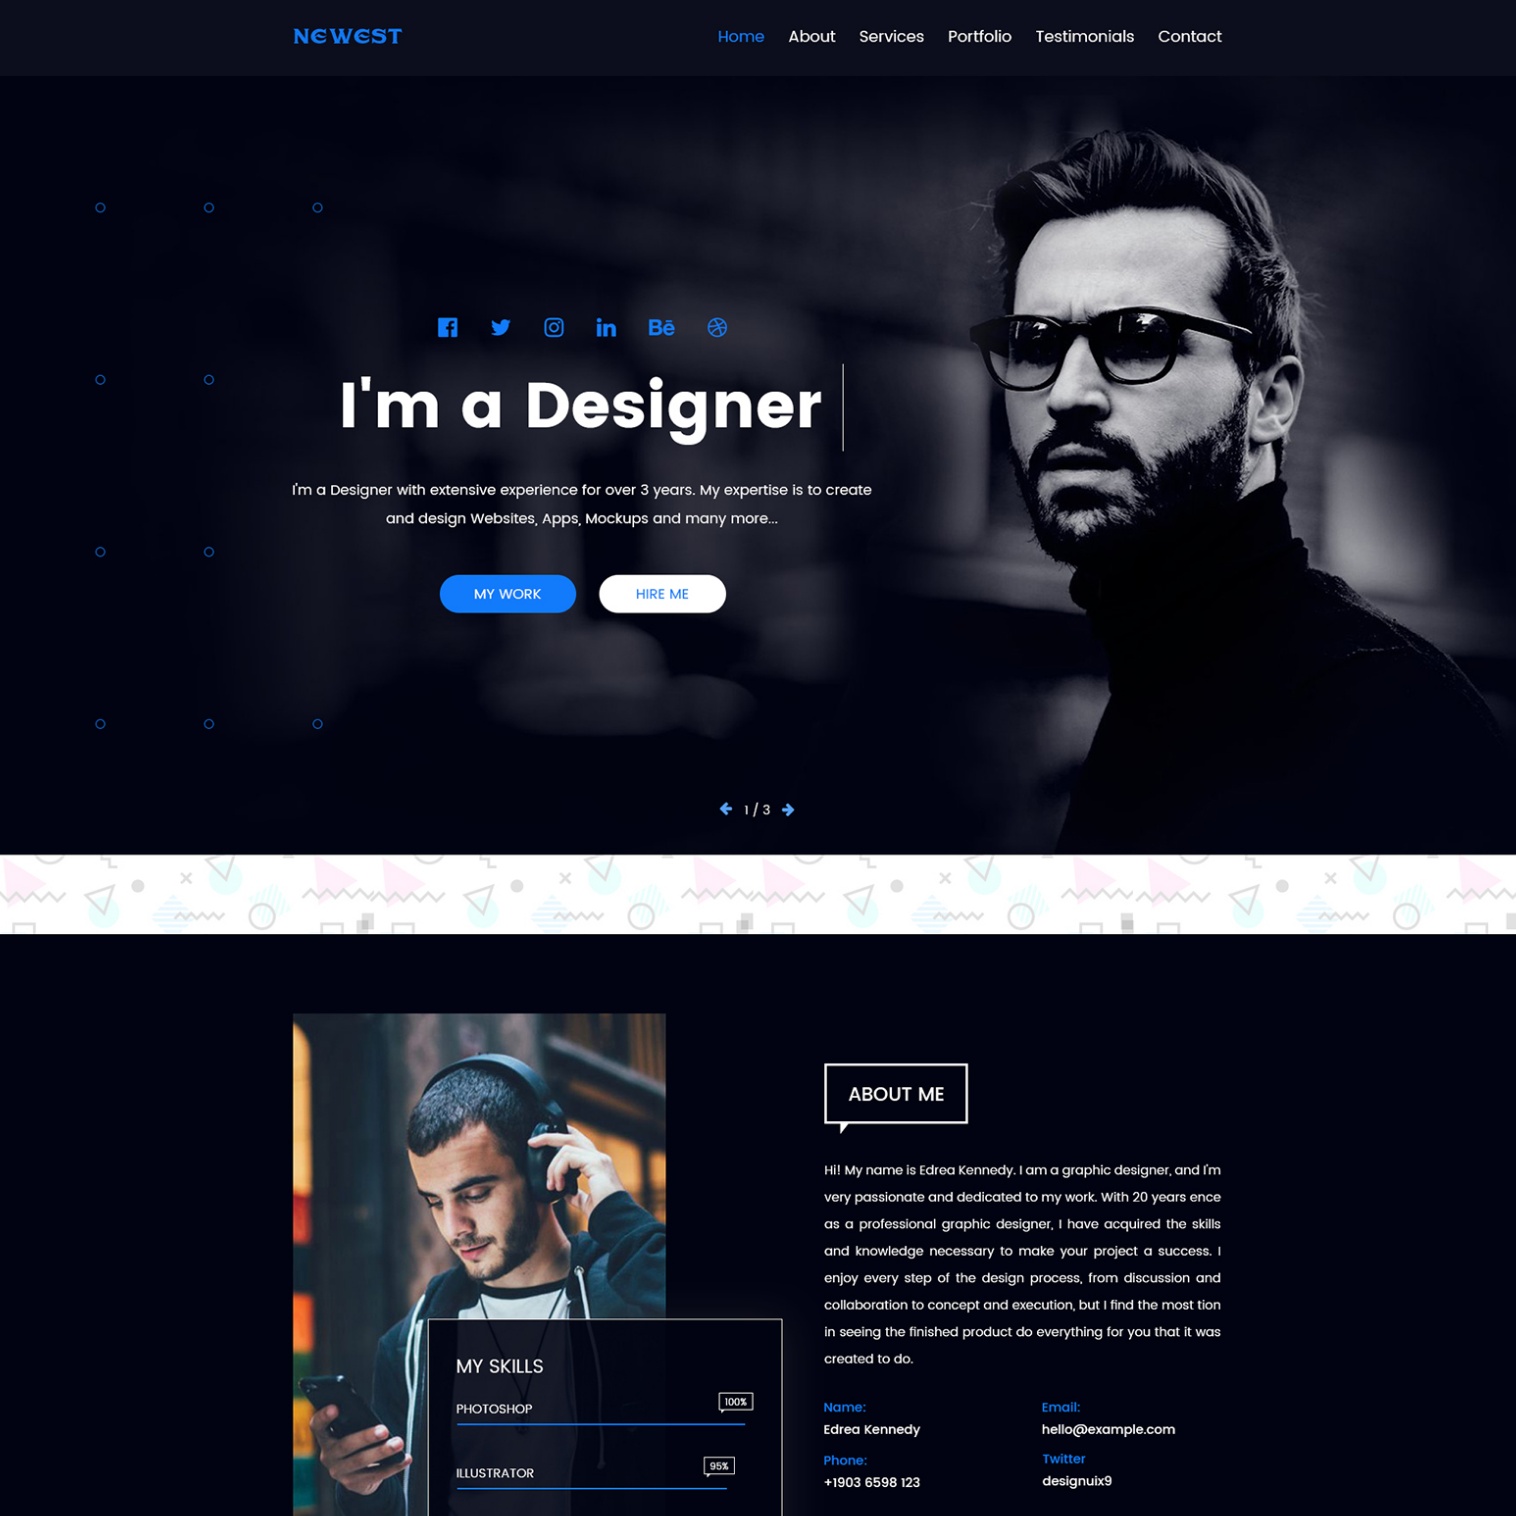 NEWEST
Home About Services Portfolio Testimonials Contact
Bē
I'm a Designer
I'm a Designer with extensive experience for over 3 years. My expertise is to create
and design Websites, Apps, Mockups and many more...
MY WORK HIRE ME
1 / 3
ABOUT ME
Hi! My name is Edrea Kennedy. I am a graphic designer, and I'm
very passionate and dedicated to my work. With 20 years ence
as a professional graphic designer, I have acquired the skills
and knowledge necessary to make your project a success. I
enjoy every step of the design process, from discussion and
collaboration to concept and execution, but I find the most tion
in seeing the finished product do everything for you that it was
created to do.
Name:
Edrea Kennedy
Email:
hello@example.com
Phone:
+1903 6598 123
Twitter
designuix9
MY SKILLS
PHOTOSHOP 100%
ILLUSTRATOR 95%